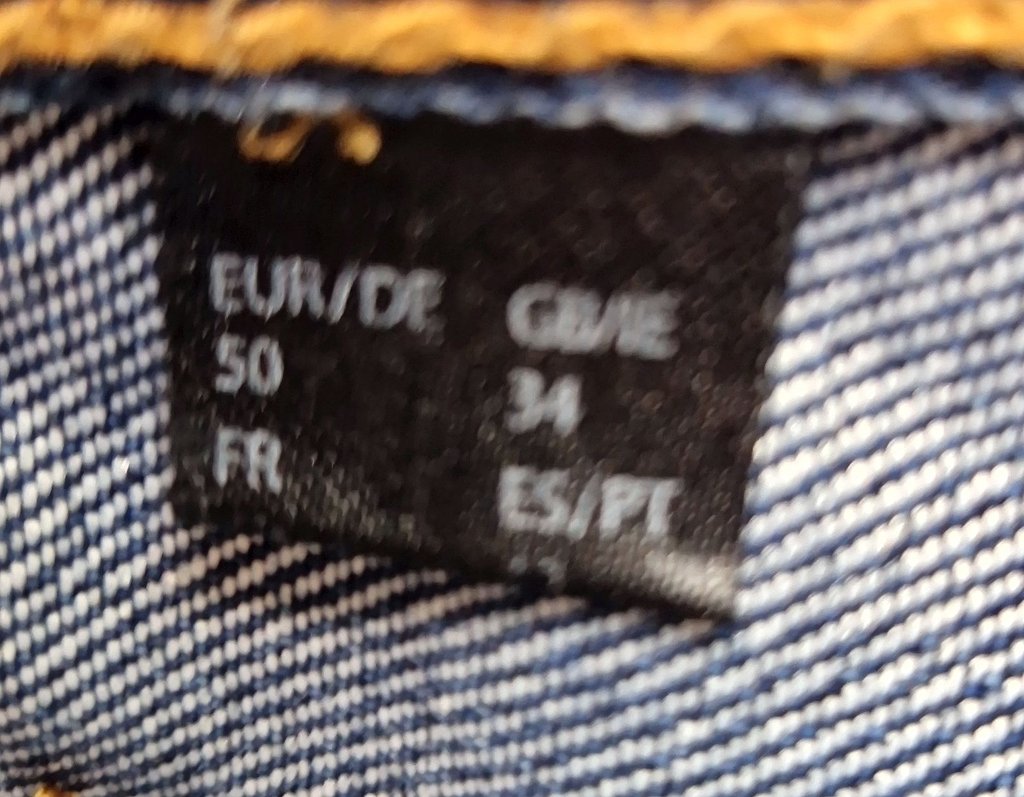 EUR/DE
50
FR
GB/IE
34
ES/PT